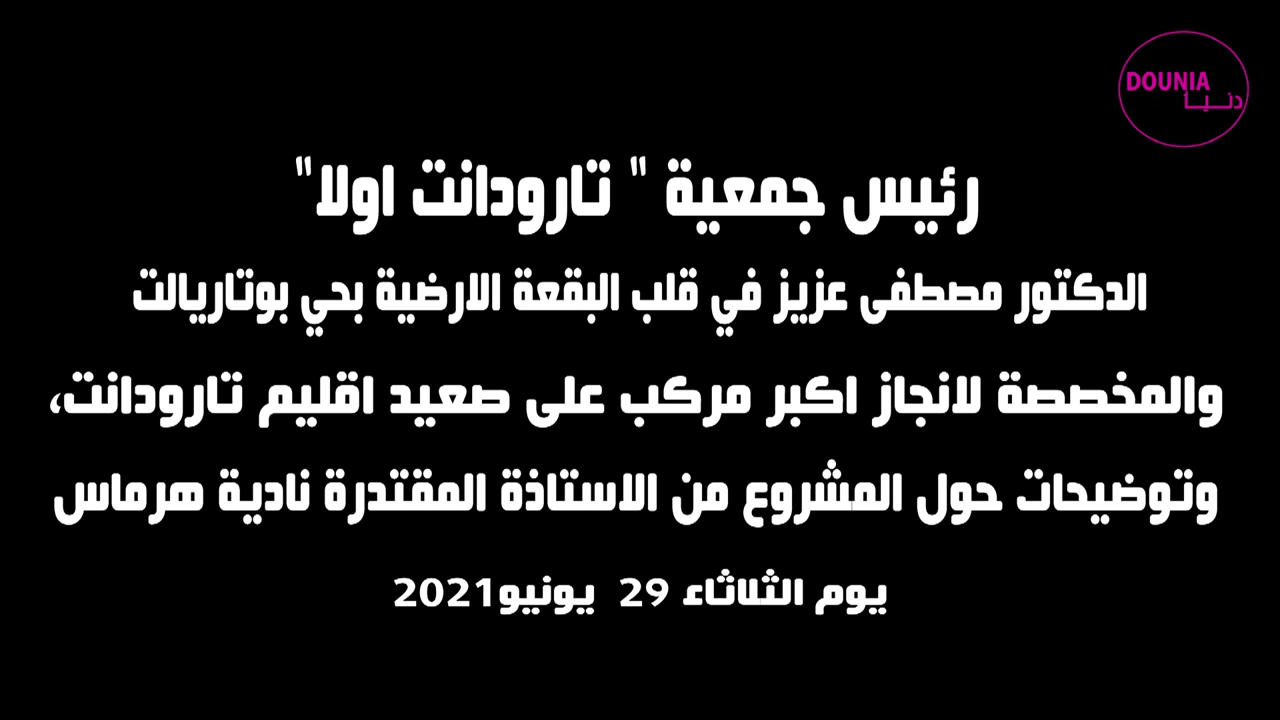 DOUNIA
دنيا
رئيس جمعية " تارودانت اولا"
الدكتور مصطفى عزيز في قلب البقعة الارضية بحي بوتاريالت
والمخصصة لانجاز اكبر مركب على صعيد اقليم تارودانت،
وتوضيحات حول المشروع من الاستاذة المقتدرة نادية هرماس
يوم الثلاثاء 29 يونيو2021